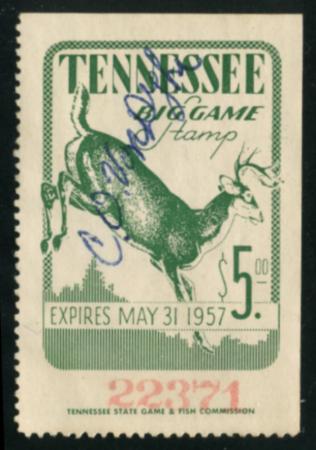 TENNESSEE
BIG GAME
Stamp
$5.00
EXPIRES MAY 31 1957
22371
TENNESSEE STATE GAME & FISH COMMISSION